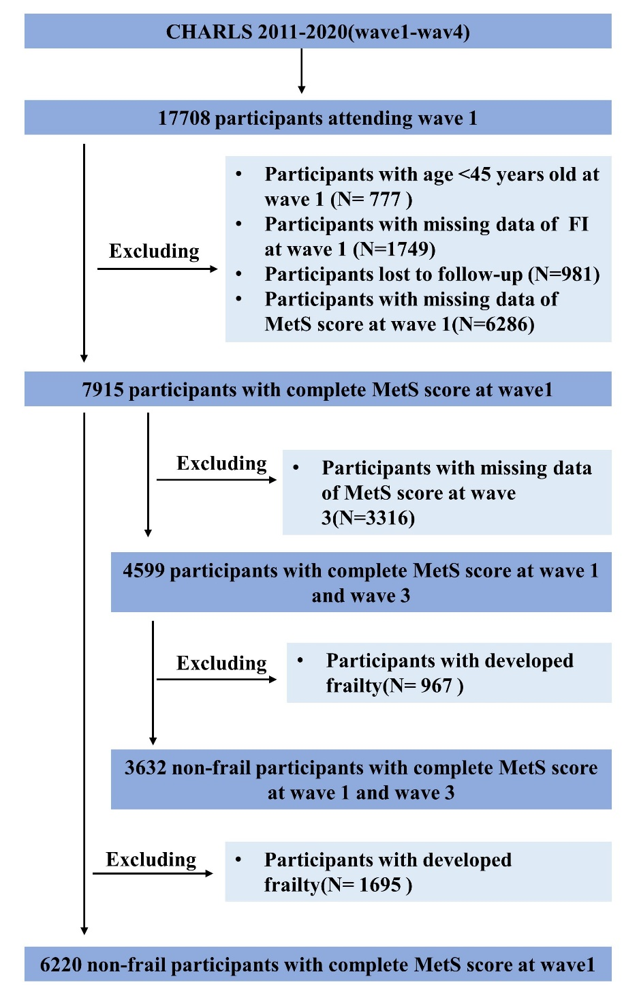 CHARLS 2011-2020(wave1-wav4)
17708 participants attending wave 1
Excluding
• Participants with age <45 years old at
wave 1 (N= 777 )
• Participants with missing data of  FI
at wave 1 (N=1749)
• Participants lost to follow-up (N=981)
• Participants with missing data of
MetS score at wave 1(N=6286)
7915 participants with complete MetS score at wave1
Excluding
• Participants with missing data
of MetS score at wave
3(N=3316)
4599 participants with complete MetS score at wave 1
and wave 3
Excluding
• Participants with developed
frailty(N= 967 )
3632 non-frail participants with complete MetS score
at wave 1 and wave 3
Excluding
• Participants with developed
frailty(N= 1695 )
6220 non-frail participants with complete MetS score at wave1